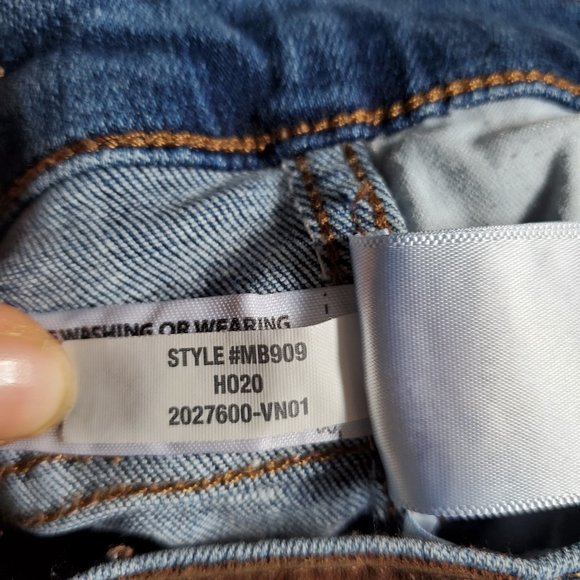 WASHING OR WEARING
STYLE #MB909
H020
2027600-VN01